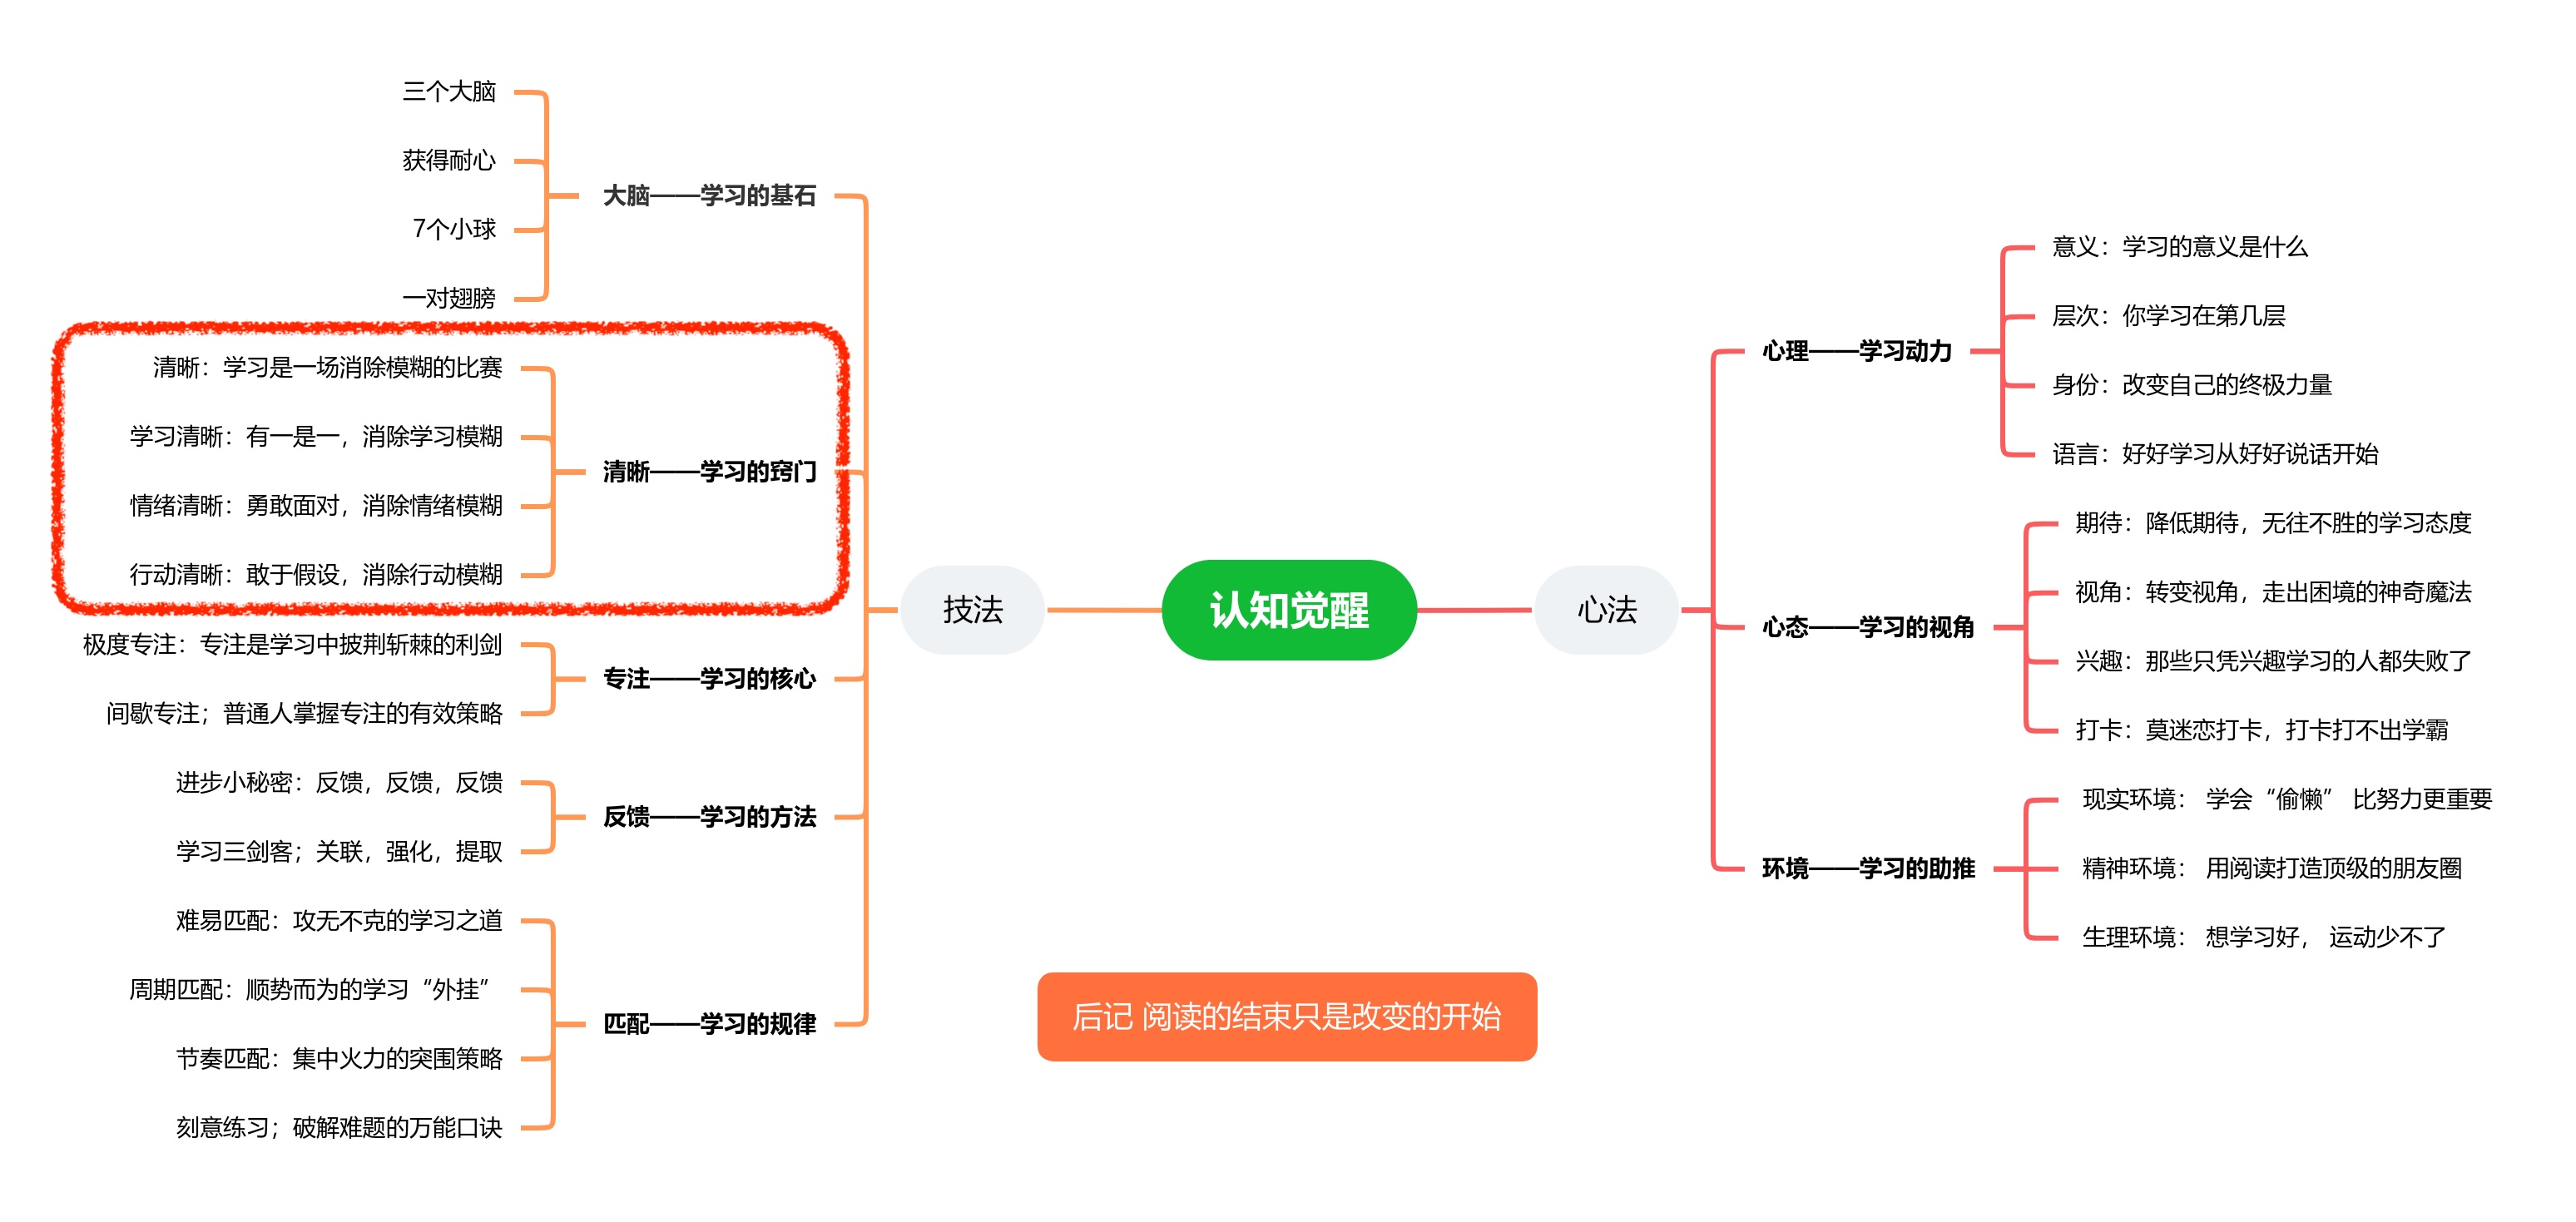 三个大脑
获得耐心
7个小球
一对翅膀
大脑——学习的基石
清晰：学习是一场消除模糊的比赛
学习清晰：有一是一，消除学习模糊
情绪清晰：勇敢面对，消除情绪模糊
行动清晰：敢于假设，消除行动模糊
清晰——学习的窍门
极度专注：专注是学习中披荆斩棘的利剑
间歇专注；普通人掌握专注的有效策略
专注——学习的核心
进步小秘密：反馈，反馈，反馈
学习三剑客；关联，强化，提取
反馈——学习的方法
难易匹配：攻无不克的学习之道
周期匹配：顺势而为的学习“外挂”
节奏匹配：集中火力的突围策略
刻意练习；破解难题的万能口诀
匹配——学习的规律
技法
认知觉醒
心法
心理——学习动力
意义：学习的意义是什么
层次：你学习在第几层
身份：改变自己的终极力量
语言：好好学习从好好说话开始
心态——学习的视角
期待：降低期待，无往不胜的学习态度
视角：转变视角，走出困境的神奇魔法
兴趣：那些只凭兴趣学习的人都失败了
打卡：莫迷恋打卡，打卡打不出学霸
环境——学习的助推
现实环境： 学会“偷懒” 比努力更重要
精神环境： 用阅读打造顶级的朋友圈
生理环境： 想学习好， 运动少不了
后记 阅读的结束只是改变的开始